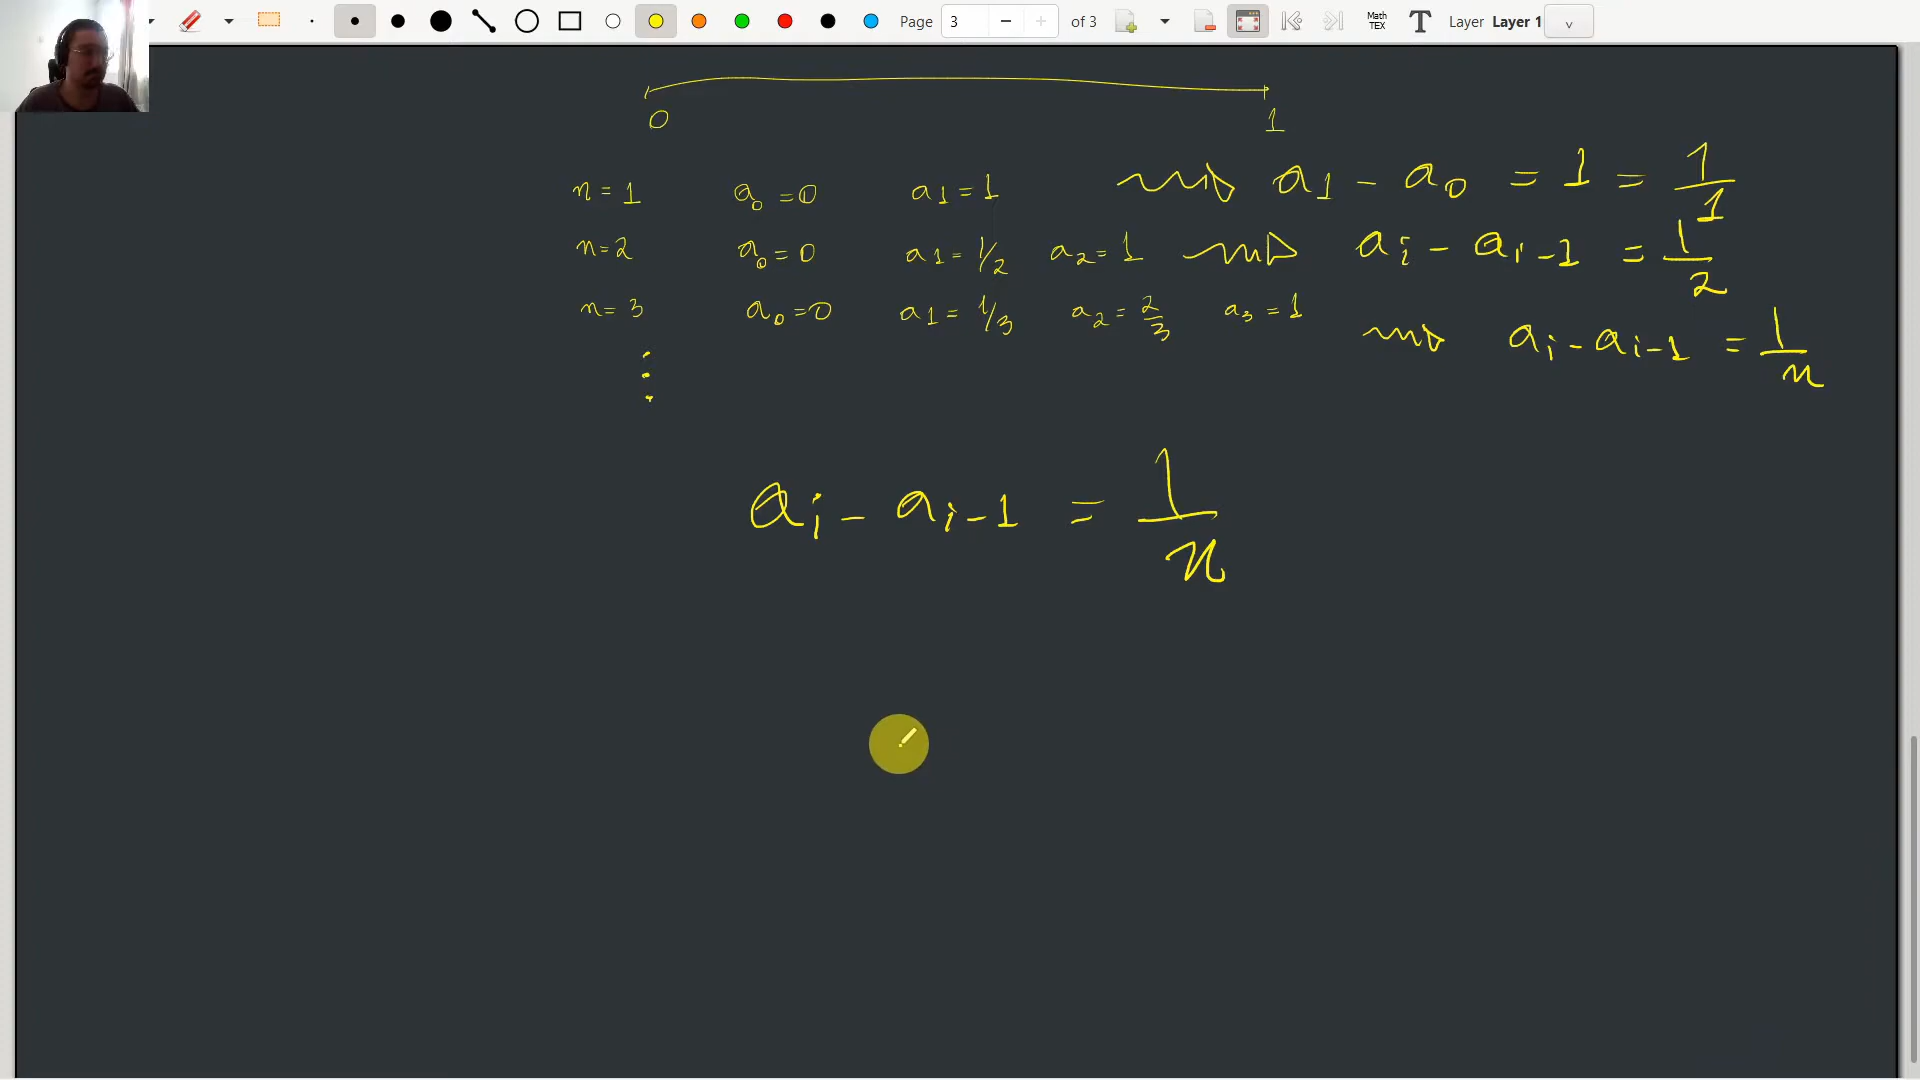 Page 3 of 3 Math TEX T Layer Layer 1
0 1
n = 1 a₀ = 0 a₁ = 1 ⇝ a₁ - a₀ = 1 = 1/1
n = 2 a₀ = 0 a₁ = 1/2 a₂ = 1 ⇝ aᵢ - aᵢ₋₁ = 1/2
n = 3 a₀ = 0 a₁ = 1/3 a₂ = 2/3 a₃ = 1 ⇝ aᵢ - aᵢ₋₁ = 1/n
⋮
aᵢ - aᵢ₋₁ = 1/n